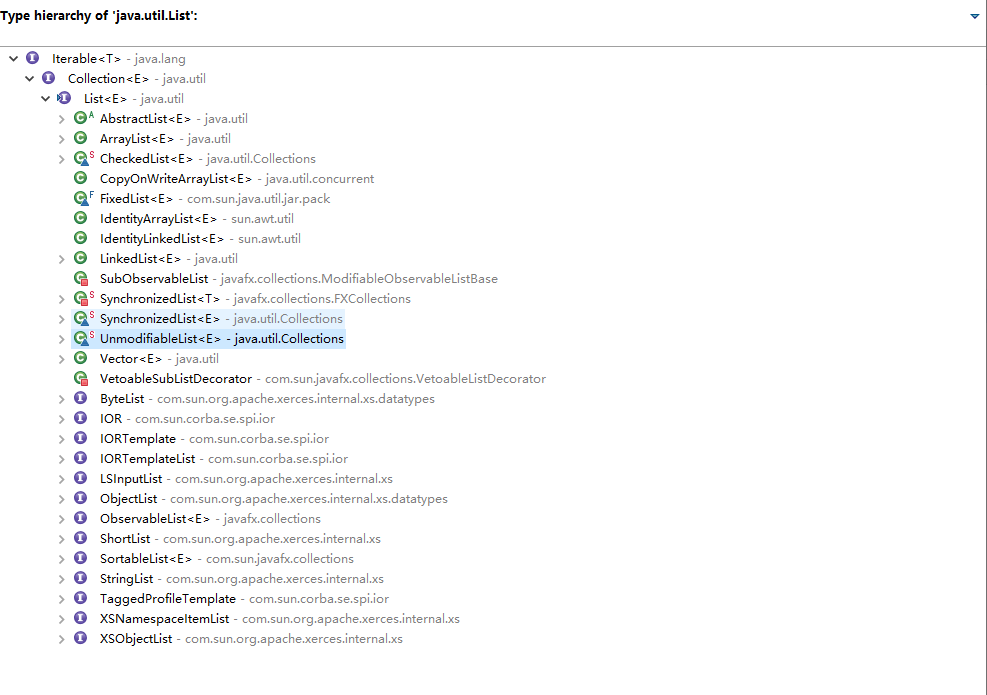 Type hierarchy of 'java.util.List':
Iterable<T> - java.lang
Collection<E> - java.util
List<E> - java.util
AbstractList<E> - java.util
ArrayList<E> - java.util
CheckedList<E> - java.util.Collections
CopyOnWriteArrayList<E> - java.util.concurrent
FixedList<E> - com.sun.java.util.jar.pack
IdentityArrayList<E> - sun.awt.util
IdentityLinkedList<E> - sun.awt.util
LinkedList<E> - java.util
SubObservableList - javafx.collections.ModifiableObservableListBase
SynchronizedList<T> - javafx.collections.FXCollections
SynchronizedList<E> - java.util.Collections
UnmodifiableList<E> - java.util.Collections
Vector<E> - java.util
VetoableSubListDecorator - com.sun.javafx.collections.VetoableListDecorator
ByteList - com.sun.org.apache.xerces.internal.xs.datatypes
IOR - com.sun.corba.se.spi.ior
IORTemplate - com.sun.corba.se.spi.ior
IORTemplateList - com.sun.corba.se.spi.ior
LSInputList - com.sun.org.apache.xerces.internal.xs
ObjectList - com.sun.org.apache.xerces.internal.xs.datatypes
ObservableList<E> - javafx.collections
ShortList - com.sun.org.apache.xerces.internal.xs
SortableList<E> - com.sun.javafx.collections
StringList - com.sun.org.apache.xerces.internal.xs
TaggedProfileTemplate - com.sun.corba.se.spi.ior
XSNamespaceItemList - com.sun.org.apache.xerces.internal.xs
XSObjectList - com.sun.org.apache.xerces.internal.xs